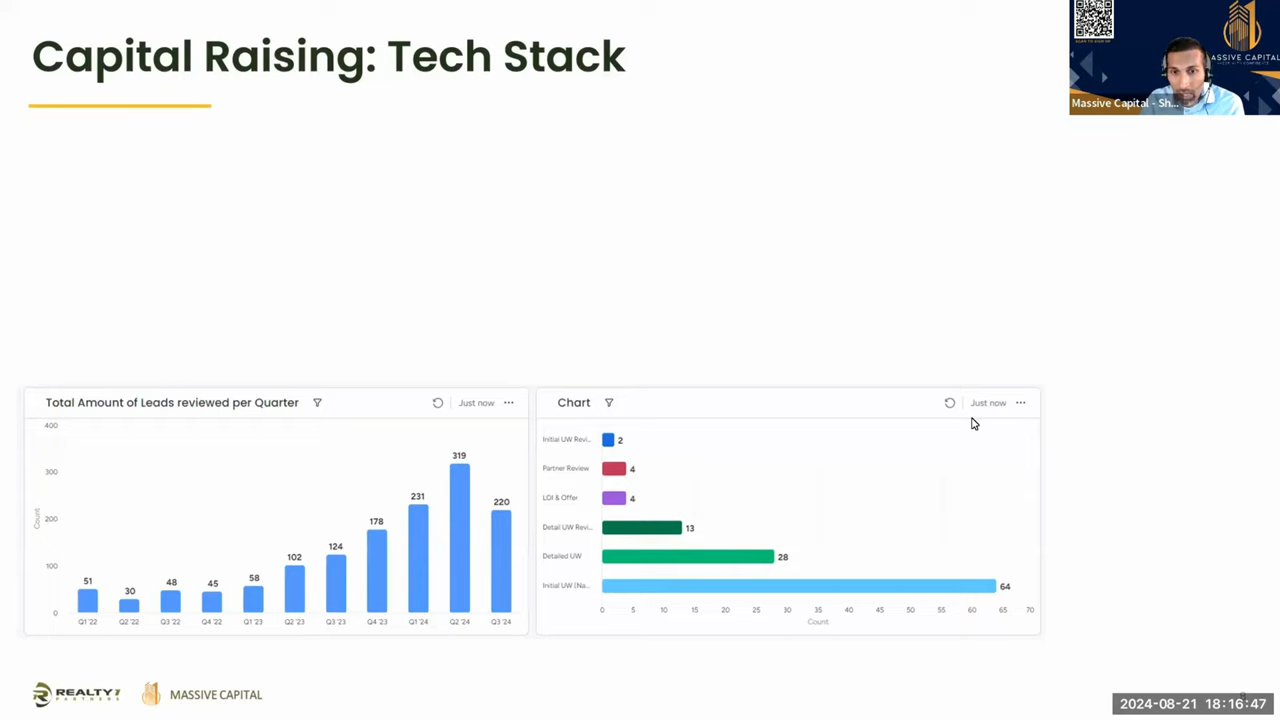 Capital Raising: Tech Stack
MASSIVE CAPITAL
Massive Capital - Sh...
Total Amount of Leads reviewed per Quarter
Just now
400
300
200
100
0
Count
51
30
48
45
58
102
124
178
231
319
220
Q1 '22
Q2 '22
Q3 '22
Q4 '22
Q1 '23
Q2 '23
Q3 '23
Q4 '23
Q1 '24
Q2 '24
Q3 '24
Chart
Just now
Initial UW Revi... 2
Partner Review 4
LOI & Offer 4
Detail UW Revi... 13
Detailed UW 28
Initial UW (Na... 64
0 5 10 15 20 25 30 35 40 45 50 55 60 65 70
Count
REALTY1
PARTNERS
MASSIVE CAPITAL
2024-08-21 18:16:47